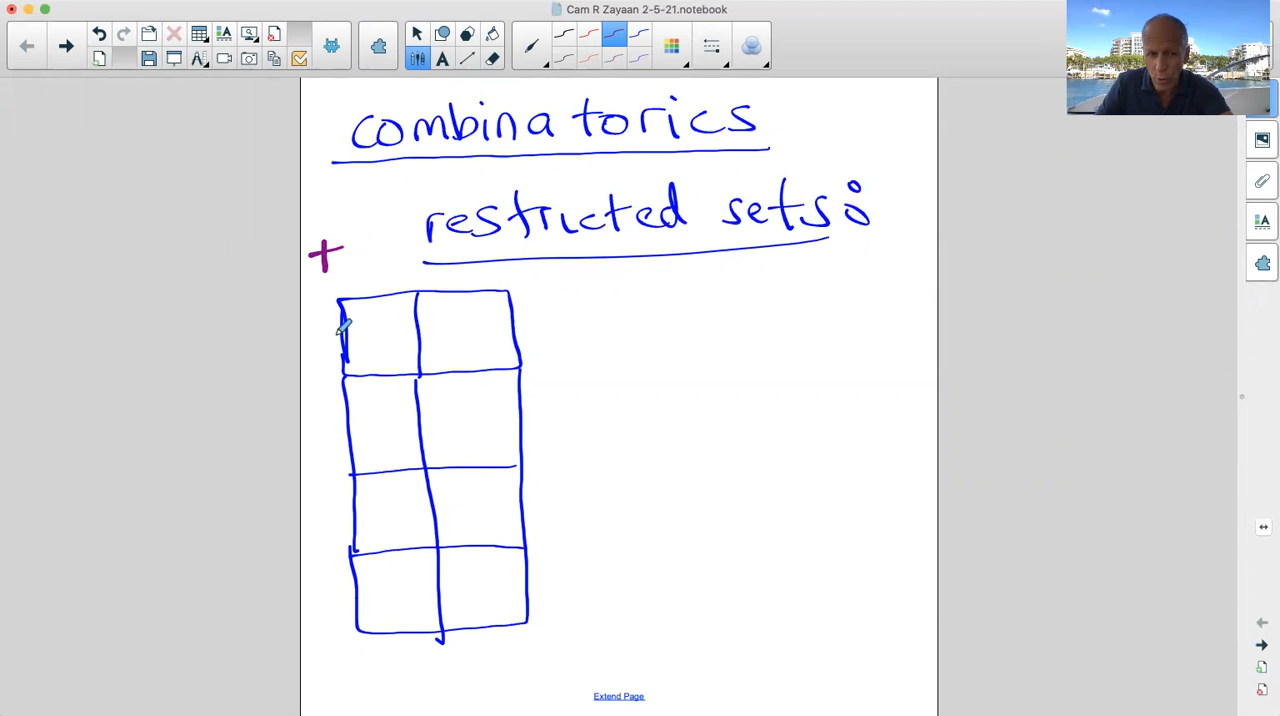 Cam R Zayaan 2-5-21.notebook
combinatorics
restricted sets:
+
Extend Page